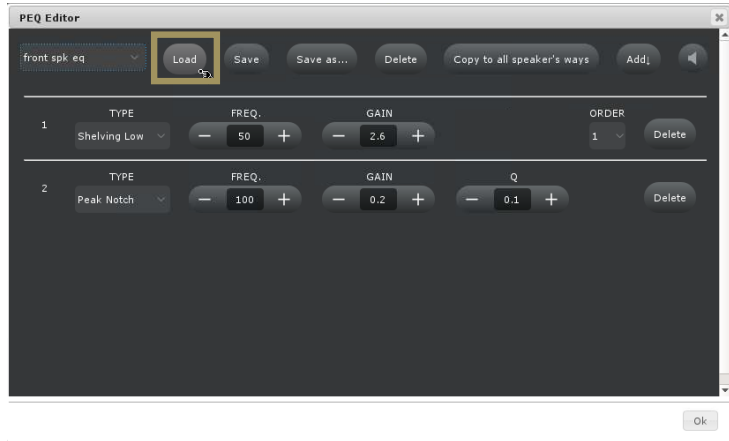 PEQ Editor
front spk eq Load Save Save as... Delete Copy to all speaker's ways Add↓
TYPE FREQ. GAIN ORDER
1 Shelving Low — 50 + — 2.6 + 1 Delete
TYPE FREQ. GAIN Q
2 Peak Notch — 100 + — 0.2 + — 0.1 + Delete
Ok